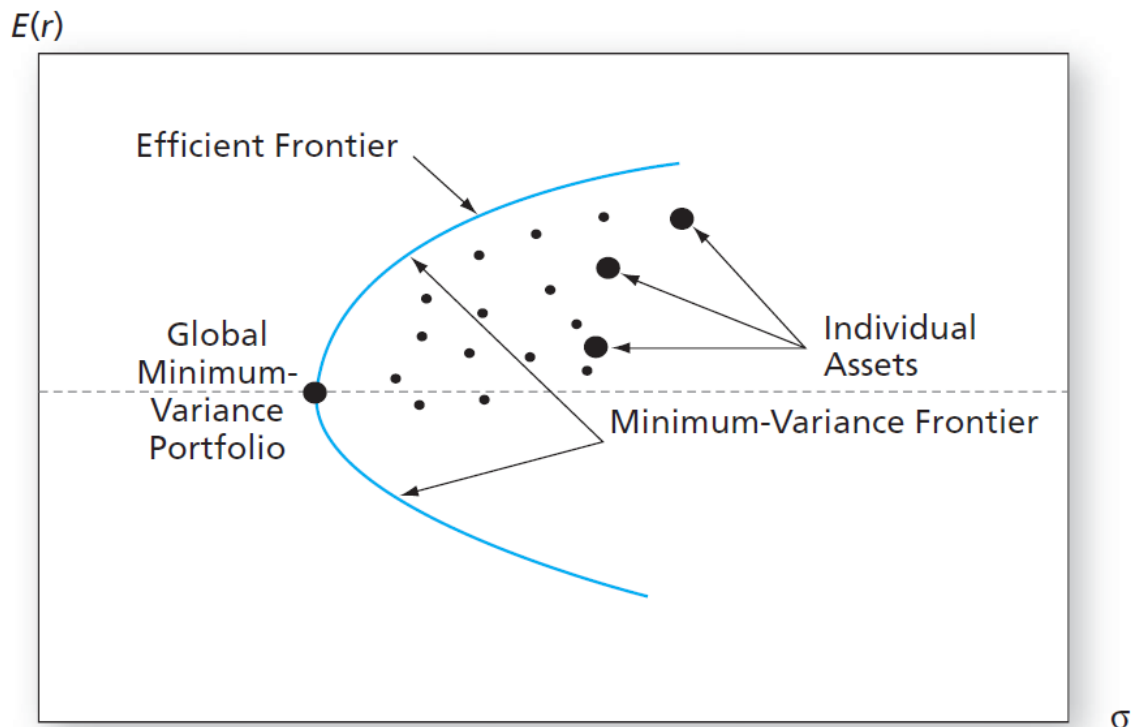 E(r)
Efficient Frontier
Global
Minimum-
Variance
Portfolio
Individual
Assets
Minimum-Variance Frontier
σ